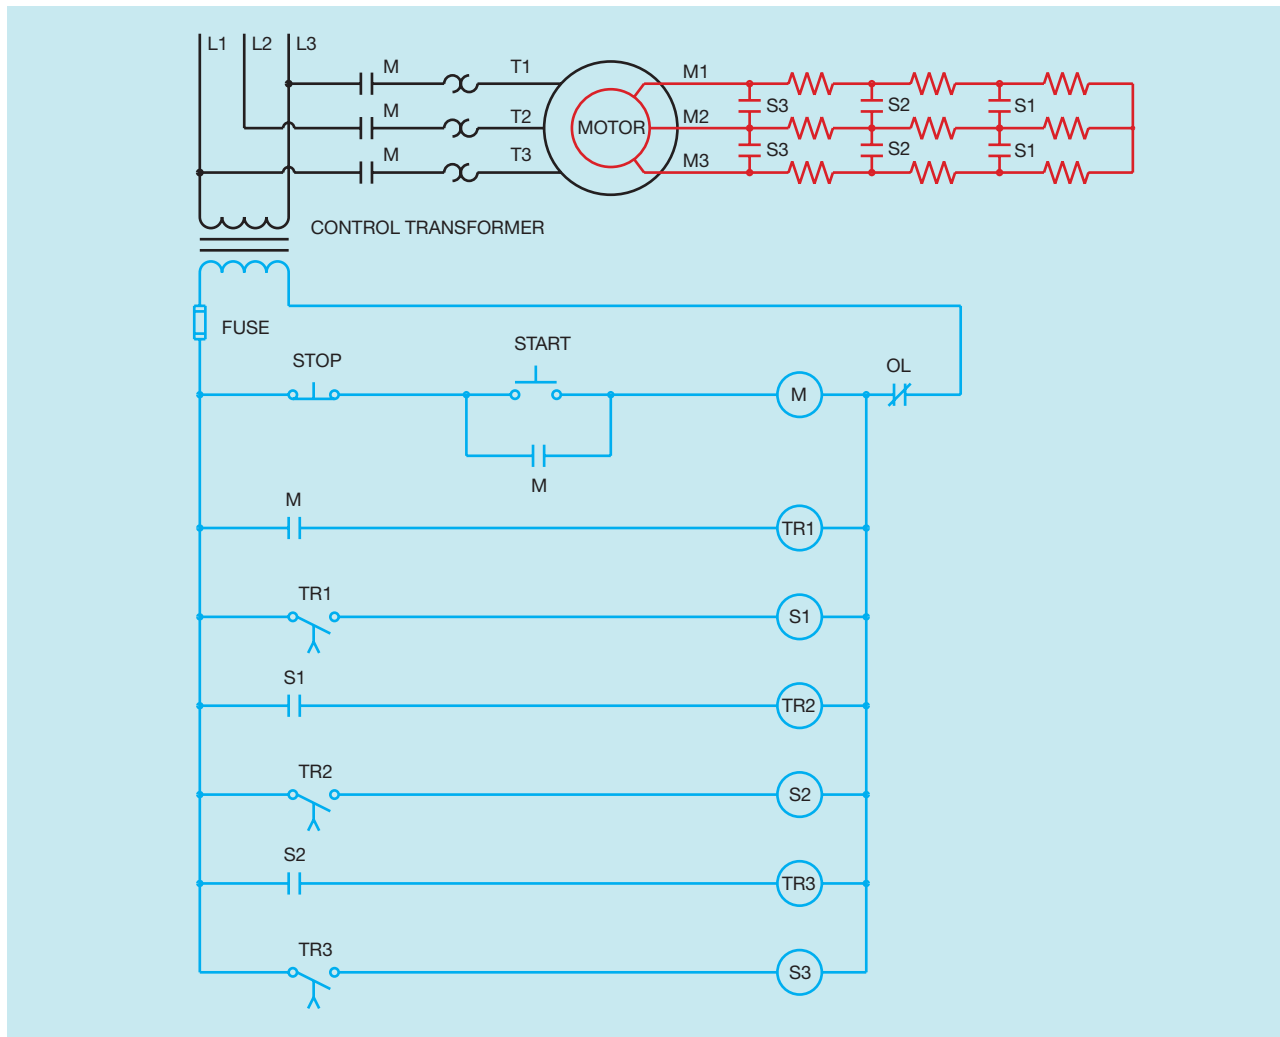 L1 L2 L3
M T1 M1
S3 S2 S1
M T2 MOTOR M2
S3 S2 S1
M T3 M3
CONTROL TRANSFORMER
FUSE
STOP START OL
M
M
M
TR1
TR1
S1
S1
TR2
TR2
S2
S2
TR3
TR3
S3